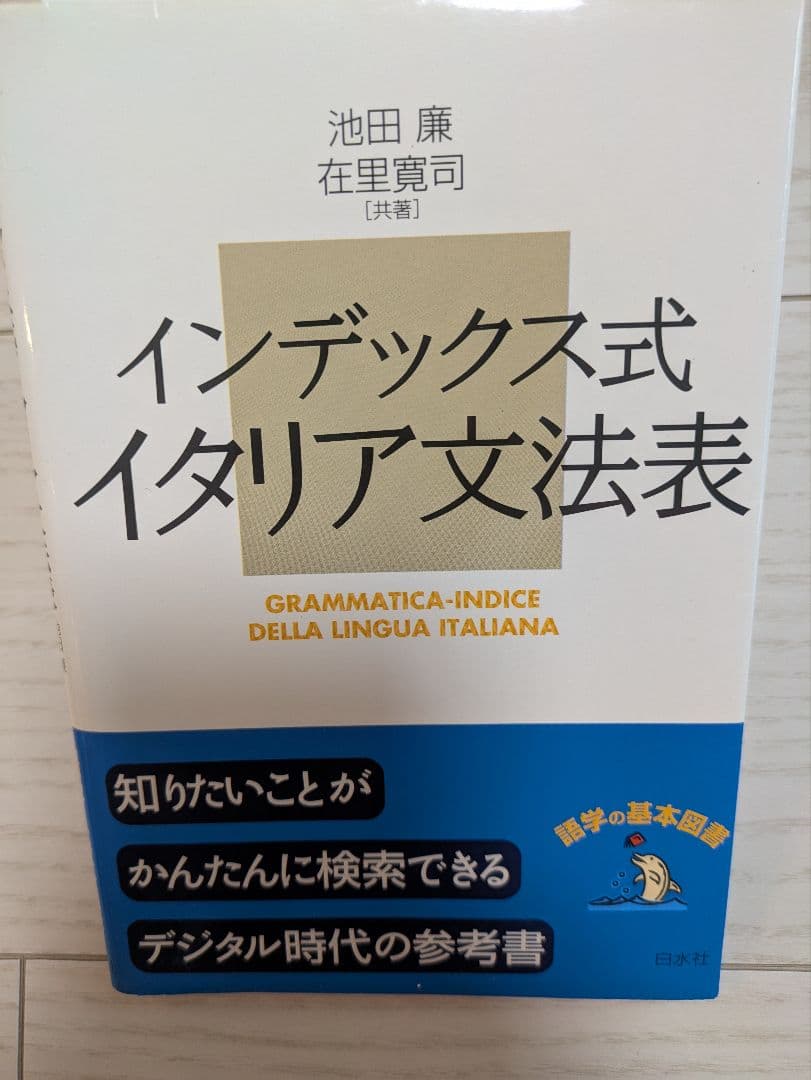 池田 廉
在里寛司
[共著]
インデックス式
イタリア文法表
GRAMMATICA-INDICE
DELLA LINGUA ITALIANA
知りたいことが
かんたんに検索できる
デジタル時代の参考書
語学の基本図書
白水社